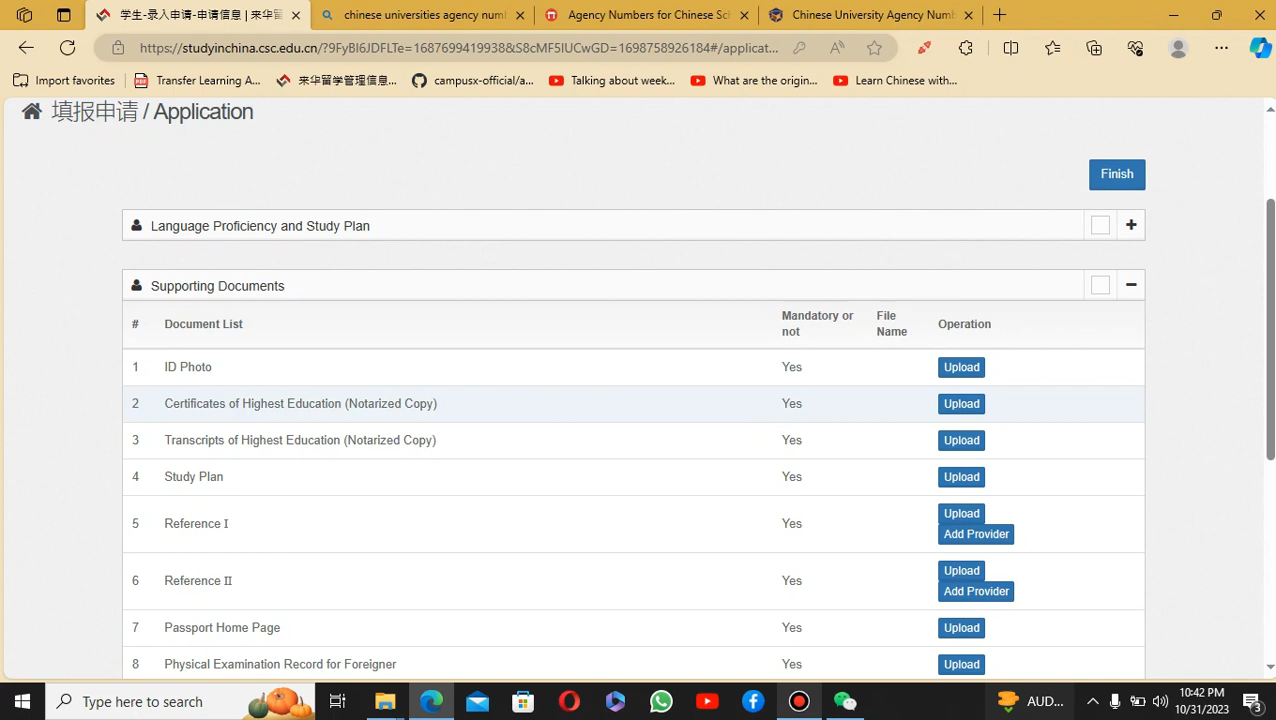 学生-录入申请-申请信息 | 来华留
chinese universities agency num
Agency Numbers for Chinese Sc
Chinese University Agency Numb
https://studyinchina.csc.edu.cn/?9FyBl6JDFLTe=1687699419938&S8cMF5IUCwGD=1698758926184#/applicat...
Import favorites
Transfer Learning A...
来华留学管理信息...
campusx-official/a...
Talking about week...
What are the origin...
Learn Chinese with...
填报申请 / Application
Finish
Language Proficiency and Study Plan
Supporting Documents
# Document List Mandatory or not File Name Operation
1 ID Photo Yes Upload
2 Certificates of Highest Education (Notarized Copy) Yes Upload
3 Transcripts of Highest Education (Notarized Copy) Yes Upload
4 Study Plan Yes Upload
5 Reference Ⅰ Yes Upload
Add Provider
6 Reference Ⅱ Yes Upload
Add Provider
7 Passport Home Page Yes Upload
8 Physical Examination Record for Foreigner Yes Upload
Type here to search
AUD...
10:42 PM
10/31/2023
3